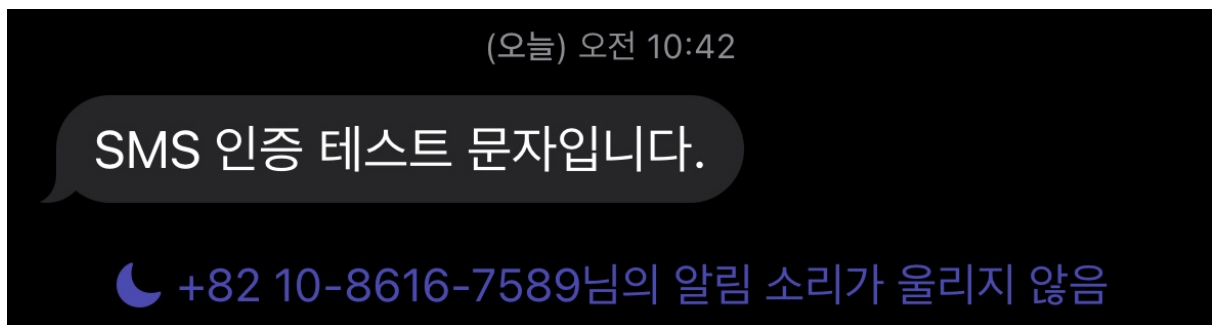 (오늘) 오전 10:42
SMS 인증 테스트 문자입니다.
+82 10-8616-7589님의 알림 소리가 울리지 않음